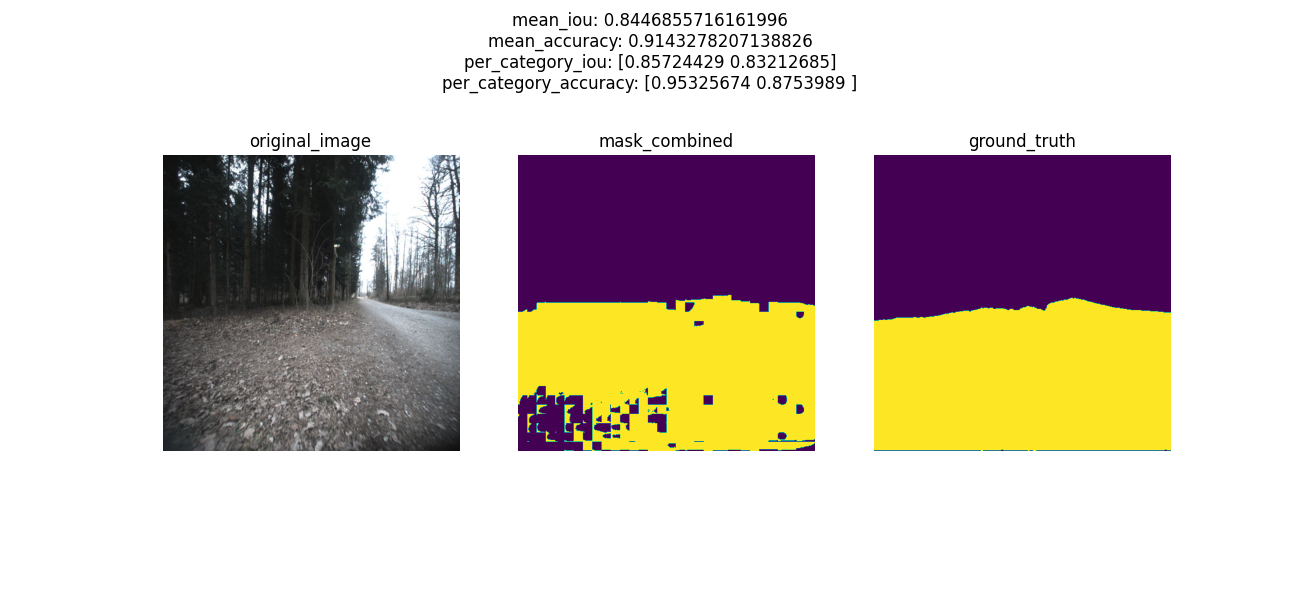 mean_iou: 0.8446855716161996
mean_accuracy: 0.9143278207138826
per_category_iou: [0.85724429 0.83212685]
per_category_accuracy: [0.95325674 0.8753989 ]
original_image
mask_combined
ground_truth